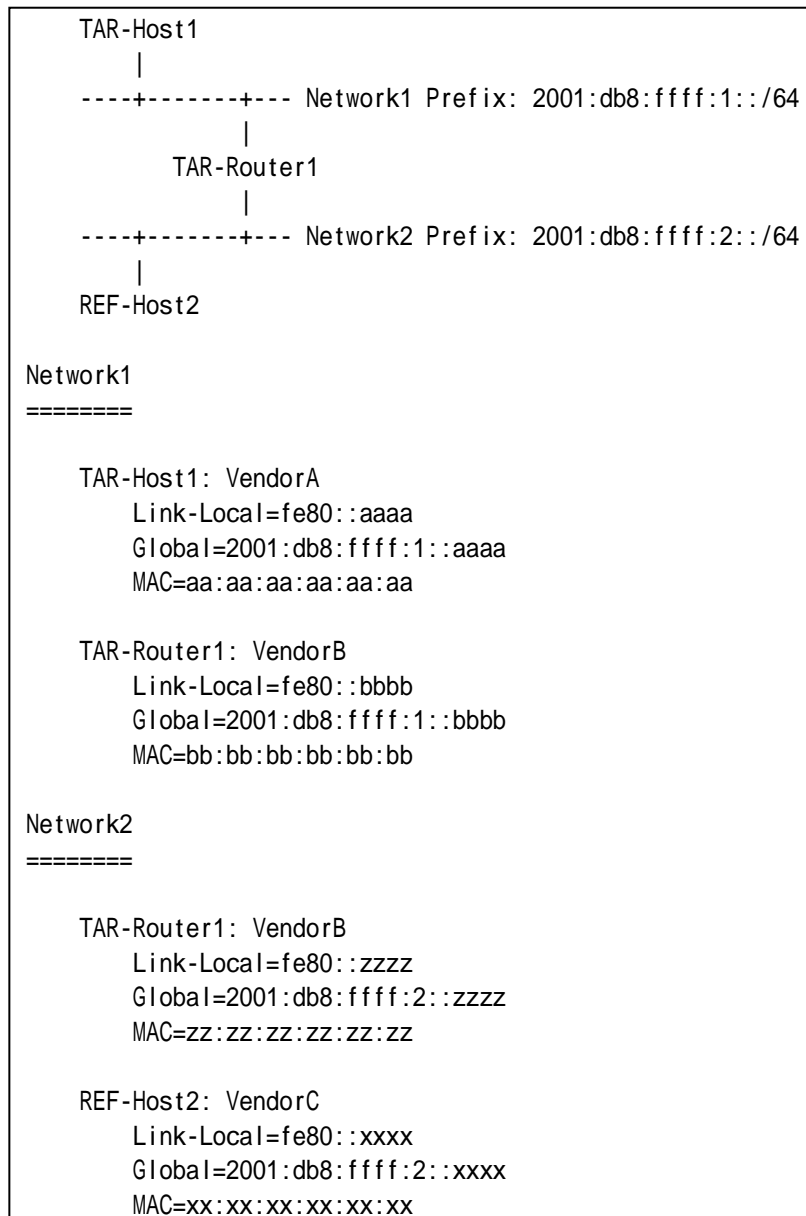 TAR-Host1
|
----+-------+--- Network1 Prefix: 2001:db8:ffff:1::/64
|
TAR-Router1
|
----+-------+--- Network2 Prefix: 2001:db8:ffff:2::/64
|
REF-Host2
Network1
========
TAR-Host1: VendorA
Link-Local=fe80::aaaa
Global=2001:db8:ffff:1::aaaa
MAC=aa:aa:aa:aa:aa:aa
TAR-Router1: VendorB
Link-Local=fe80::bbbb
Global=2001:db8:ffff:1::bbbb
MAC=bb:bb:bb:bb:bb:bb
Network2
========
TAR-Router1: VendorB
Link-Local=fe80::zzzz
Global=2001:db8:ffff:2::zzzz
MAC=zz:zz:zz:zz:zz:zz
REF-Host2: VendorC
Link-Local=fe80::xxxx
Global=2001:db8:ffff:2::xxxx
MAC=xx:xx:xx:xx:xx:xx